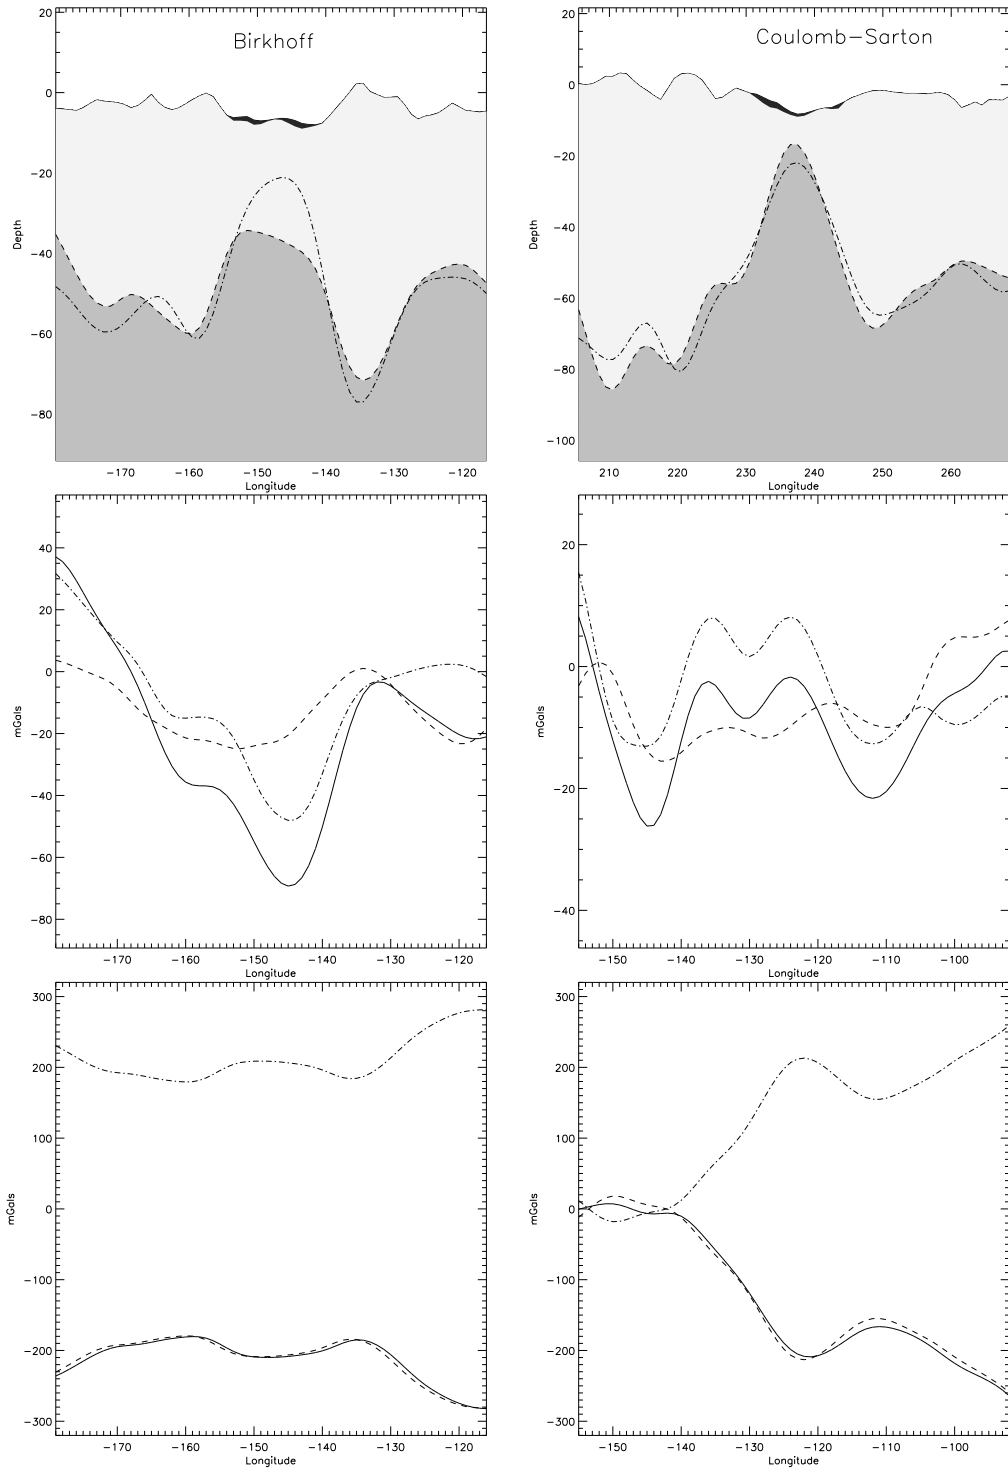 Birkhoff
20
0
−20
−40
−60
−80
Depth
−170 −160 −150 −140 −130 −120
Longitude
Coulomb−Sarton
20
0
−20
−40
−60
−80
−100
Depth
210 220 230 240 250 260
Longitude
40
20
0
−20
−40
−60
−80
mGals
−170 −160 −150 −140 −130 −120
Longitude
20
0
−20
−40
mGals
−150 −140 −130 −120 −110 −100
Longitude
300
200
100
0
−100
−200
−300
mGals
−170 −160 −150 −140 −130 −120
Longitude
300
200
100
0
−100
−200
−300
mGals
−150 −140 −130 −120 −110 −100
Longitude